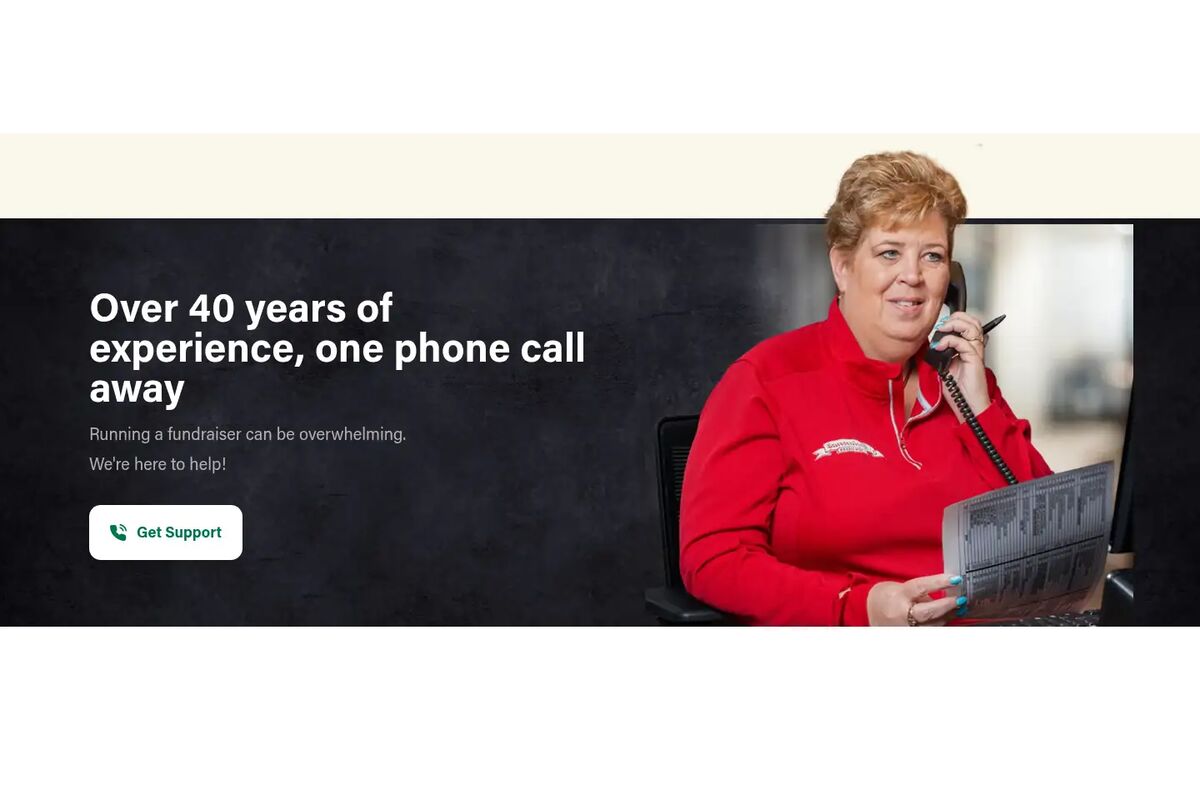 Over 40 years of
experience, one phone call
away
Running a fundraiser can be overwhelming.
We're here to help!
Get Support